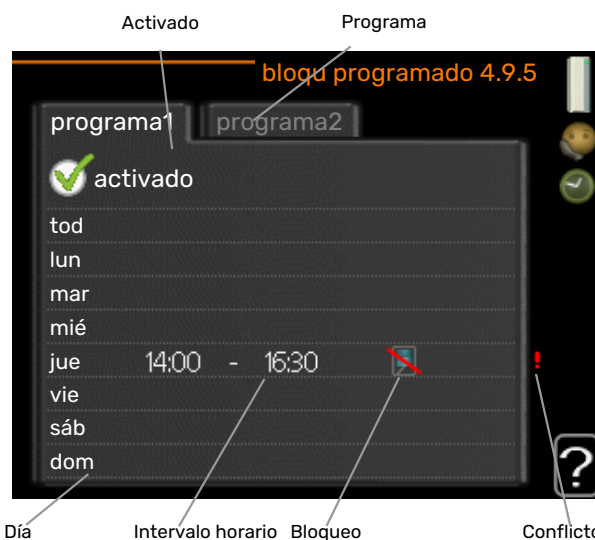 Activado Programa
bloqu programado 4.9.5
programa1 programa2
activado
tod
lun
mar
mié
jue 14:00 - 16:30 !
vie
sáb
dom
?
Día Intervalo horario Bloqueo Conflicto